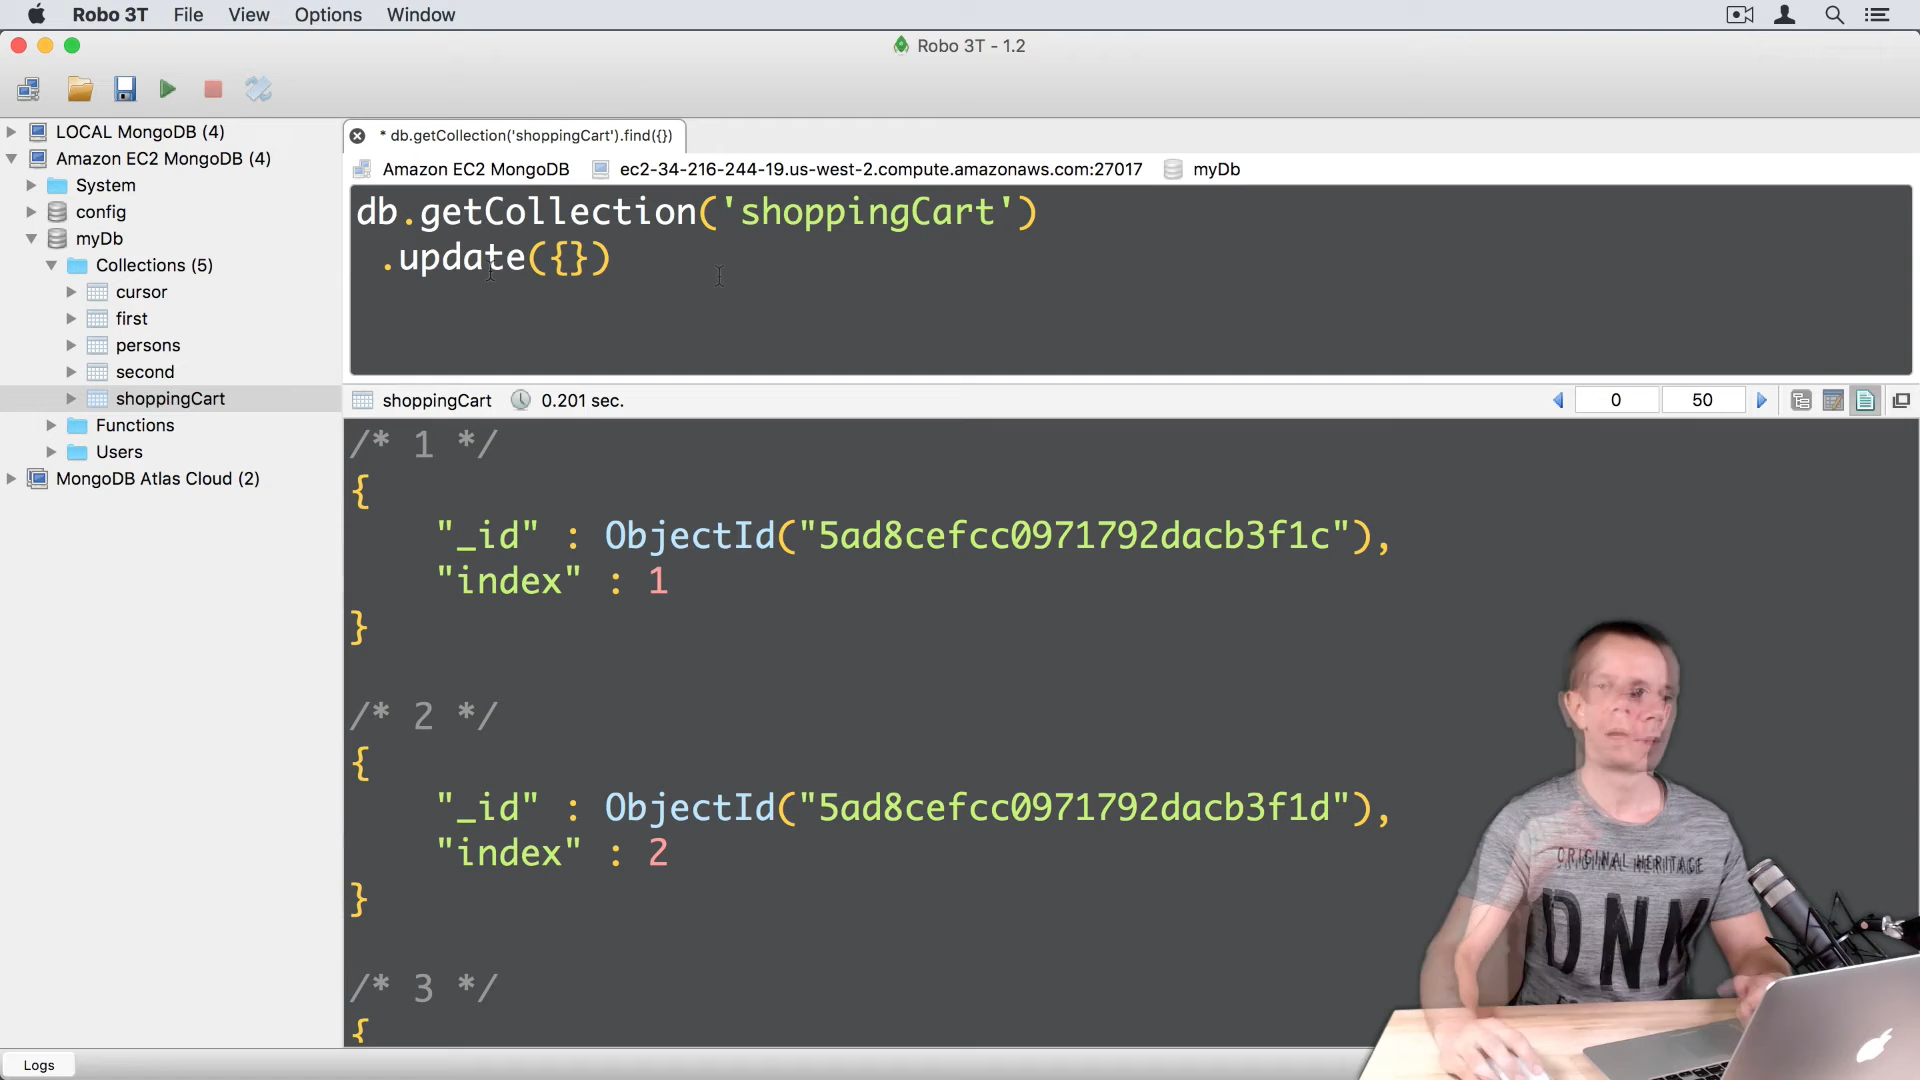 Robo 3T File View Options Window
Robo 3T - 1.2
LOCAL MongoDB (4)
* db.getCollection('shoppingCart').find({})
Amazon EC2 MongoDB (4)
Amazon EC2 MongoDB ec2-34-216-244-19.us-west-2.compute.amazonaws.com:27017 myDb
System
config
myDb
Collections (5)
cursor
first
persons
second
shoppingCart
Functions
Users
MongoDB Atlas Cloud (2)
db.getCollection('shoppingCart')
.update({})
shoppingCart 0.201 sec. 0 50
/* 1 */
{
"_id" : ObjectId("5ad8cefcc0971792dacb3f1c"),
"index" : 1
}
/* 2 */
{
"_id" : ObjectId("5ad8cefcc0971792dacb3f1d"),
"index" : 2
}
/* 3 */
{
ORIGINAL HERITAGE
DNM
Logs